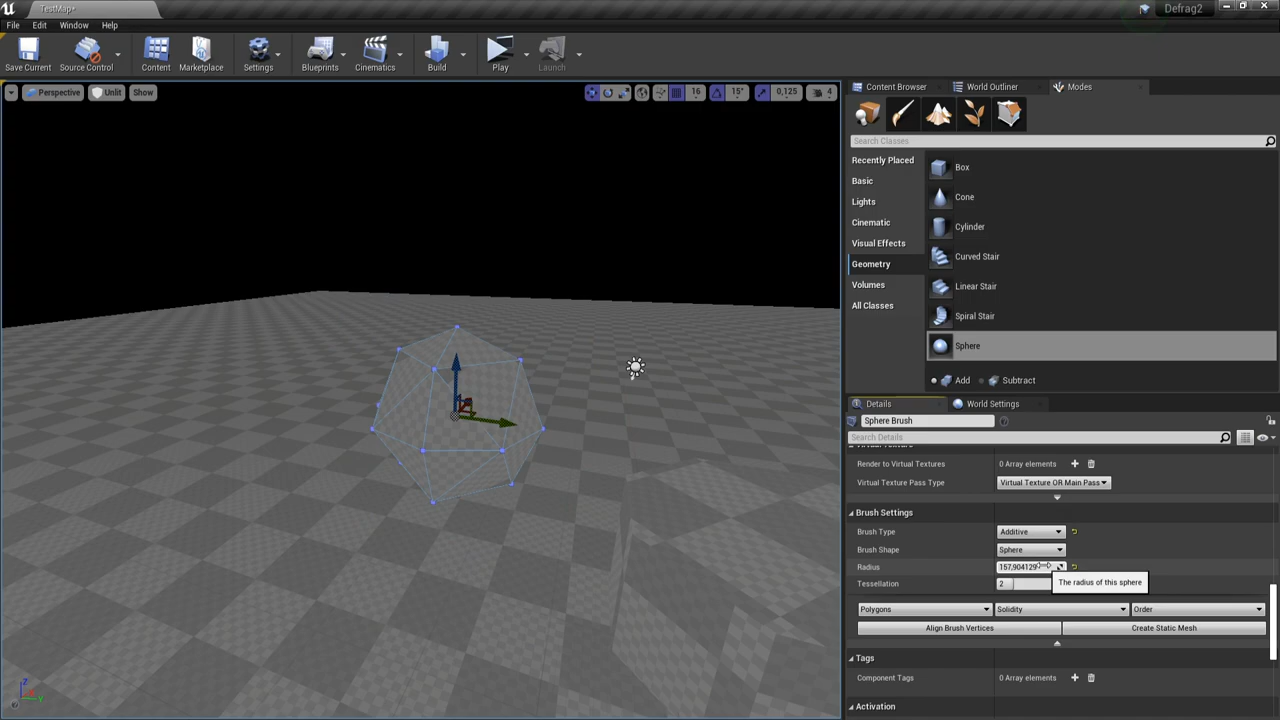 TestMap*
Defrag2
File Edit Window Help
Save Current Source Control Content Marketplace Settings Blueprints Cinematics Build Play Launch
Perspective Unlit Show 16 15° 0,125 4
Content Browser World Outliner Modes
Search Classes
Recently Placed
Basic
Lights
Cinematic
Visual Effects
Geometry
Volumes
All Classes
Box
Cone
Cylinder
Curved Stair
Linear Stair
Spiral Stair
Sphere
Add Subtract
Details World Settings
Sphere Brush
Search Details
Render to Virtual Textures 0 Array elements
Virtual Texture Pass Type Virtual Texture OR Main Pass
Brush Settings
Brush Type Additive
Brush Shape Sphere
Radius 157,904129
The radius of this sphere
Tessellation 2
Polygons Solidity Order
Align Brush Vertices Create Static Mesh
Tags
Component Tags 0 Array elements
Activation
Z
Y